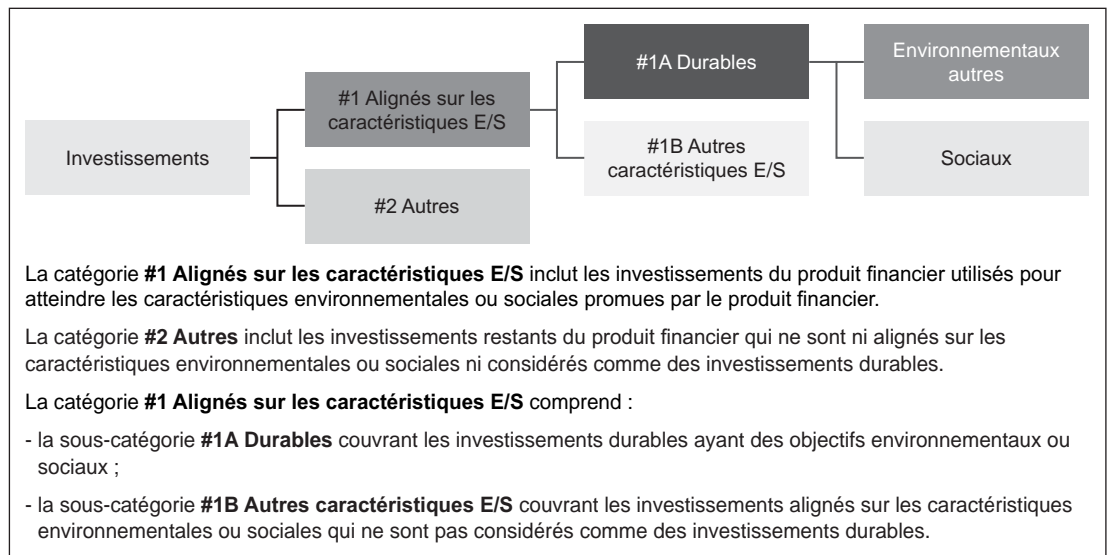 #1A Durables
Environnementaux
autres
#1 Alignés sur les
caractéristiques E/S
Investissements
#1B Autres
caractéristiques E/S
Sociaux
#2 Autres
La catégorie #1 Alignés sur les caractéristiques E/S inclut les investissements du produit financier utilisés pour
atteindre les caractéristiques environnementales ou sociales promues par le produit financier.
La catégorie #2 Autres inclut les investissements restants du produit financier qui ne sont ni alignés sur les
caractéristiques environnementales ou sociales ni considérés comme des investissements durables.
La catégorie #1 Alignés sur les caractéristiques E/S comprend :
- la sous-catégorie #1A Durables couvrant les investissements durables ayant des objectifs environnementaux ou
sociaux ;
- la sous-catégorie #1B Autres caractéristiques E/S couvrant les investissements alignés sur les caractéristiques
environnementales ou sociales qui ne sont pas considérés comme des investissements durables.